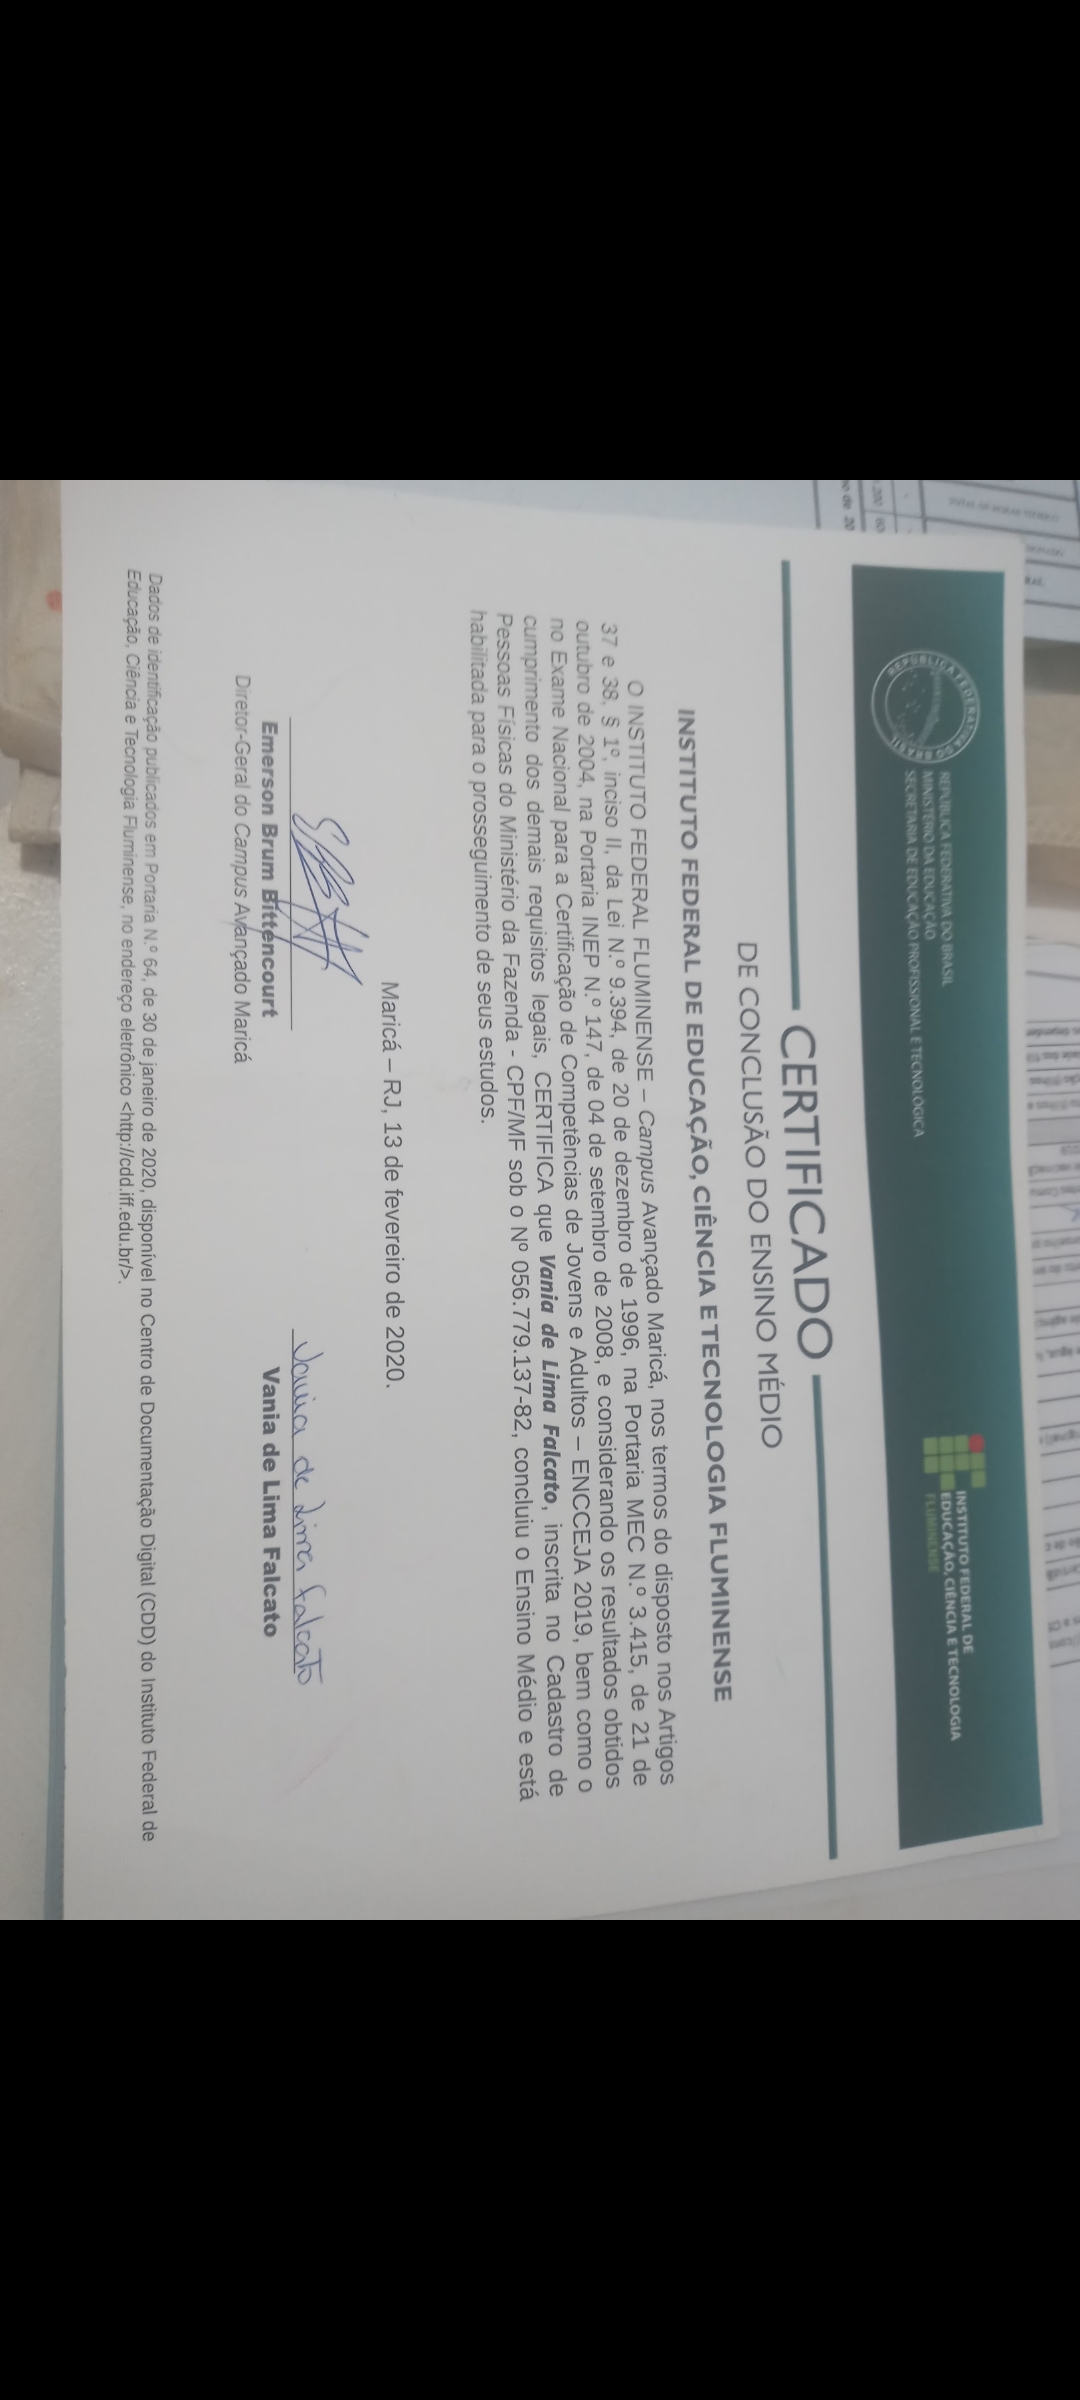 REPÚBLICA FEDERATIVA DO BRASIL
MINISTÉRIO DA EDUCAÇÃO
SECRETARIA DE EDUCAÇÃO PROFISSIONAL E TECNOLÓGICA
INSTITUTO FEDERAL DE
EDUCAÇÃO, CIÊNCIA E TECNOLOGIA
FLUMINENSE
CERTIFICADO
DE CONCLUSÃO DO ENSINO MÉDIO
INSTITUTO FEDERAL DE EDUCAÇÃO, CIÊNCIA E TECNOLOGIA FLUMINENSE
O INSTITUTO FEDERAL FLUMINENSE – Campus Avançado Maricá, nos termos do disposto nos Artigos
37 e 38, § 1º, inciso II, da Lei N.º 9.394, de 20 de dezembro de 1996, na Portaria MEC N.º 3.415, de 21 de
outubro de 2004, na Portaria INEP N.º 147, de 04 de setembro de 2008, e considerando os resultados obtidos
no Exame Nacional para a Certificação de Competências de Jovens e Adultos – ENCCEJA 2019, bem como o
cumprimento dos demais requisitos legais, CERTIFICA que Vania de Lima Falcato, inscrita no Cadastro de
Pessoas Físicas do Ministério da Fazenda - CPF/MF sob o Nº 056.779.137-82, concluiu o Ensino Médio e está
habilitada para o prosseguimento de seus estudos.
Maricá – RJ, 13 de fevereiro de 2020.
Vania de Lima Falcato
Emerson Brum Bittencourt
Vania de Lima Falcato
Diretor-Geral do Campus Avançado Maricá
Dados de identificação publicados em Portaria N.º 64, de 30 de janeiro de 2020, disponível no Centro de Documentação Digital (CDD) do Instituto Federal de
Educação, Ciência e Tecnologia Fluminense, no endereço eletrônico <http://cdd.iff.edu.br/>.